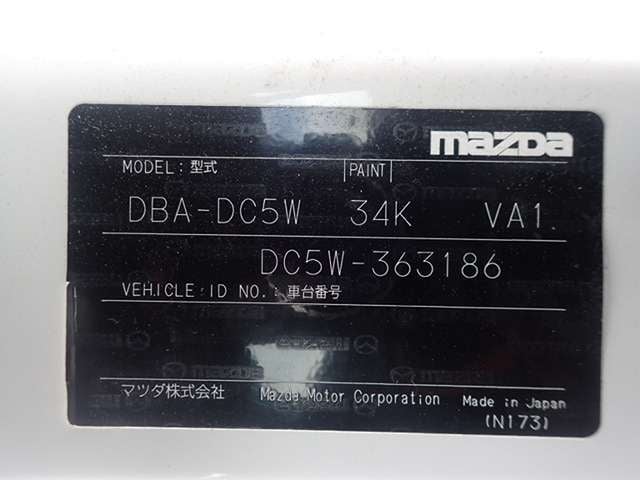 mazda
MODEL:型式 PAINT
DBA-DC5W 34K VA1
DC5W-363186
VEHICLE ID NO.:車台番号
マツダ株式会社 Mazda Motor Corporation Made in Japan
(N173)